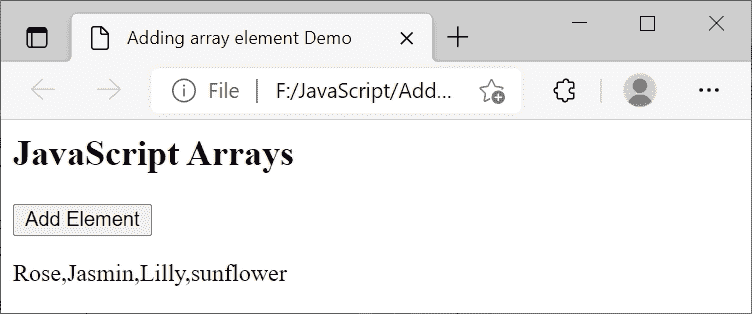 Adding array element Demo
File | F:/JavaScript/Add...
JavaScript Arrays
Add Element
Rose,Jasmin,Lilly,sunflower